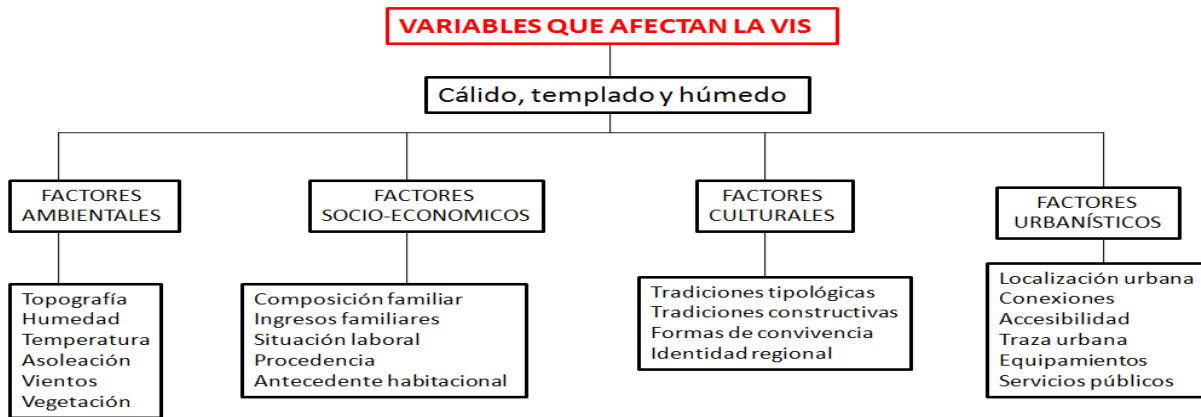 VARIABLES QUE AFECTAN LA VIS
Cálido, templado y húmedo
FACTORES
AMBIENTALES
Topografía
Humedad
Temperatura
Asoleación
Vientos
Vegetación
FACTORES
SOCIO-ECONOMICOS
Composición familiar
Ingresos familiares
Situación laboral
Procedencia
Antecedente habitacional
FACTORES
CULTURALES
Tradiciones tipológicas
Tradiciones constructivas
Formas de convivencia
Identidad regional
FACTORES
URBANÍSTICOS
Localización urbana
Conexiones
Accesibilidad
Traza urbana
Equipamientos
Servicios públicos